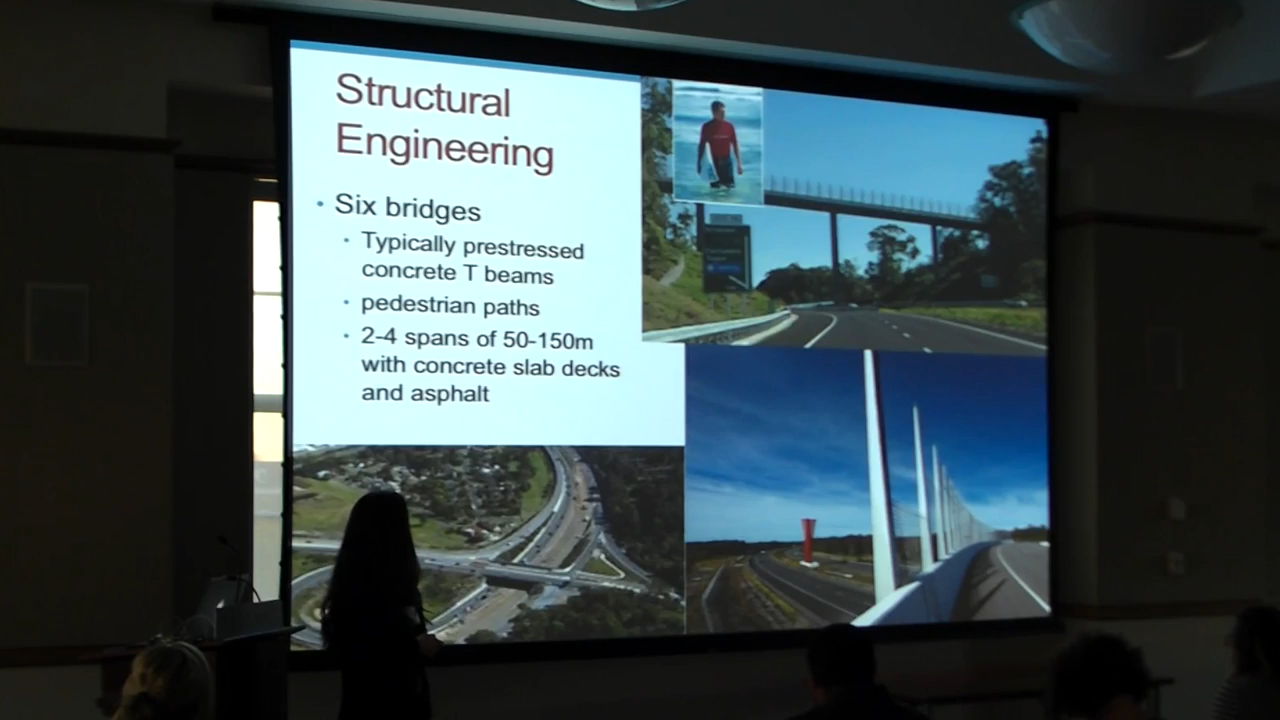 Structural
Engineering
• Six bridges
• Typically prestressed
concrete T beams
• pedestrian paths
• 2-4 spans of 50-150m
with concrete slab decks
and asphalt